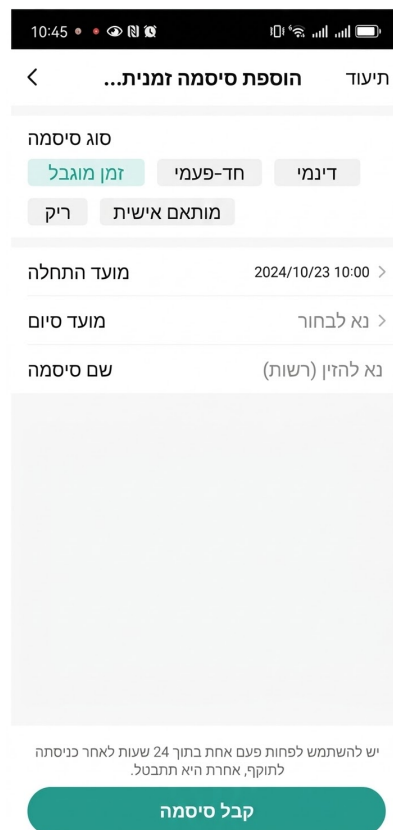 10:45
הוספת סיסמה זמנית...
תיעוד
סוג סיסמה
זמן מוגבל
חד-פעמי
דינמי
ריק
מותאם אישית
מועד התחלה
2024/10/23 10:00
מועד סיום
נא לבחור
שם סיסמה
נא להזין (רשות)
יש להשתמש לפחות פעם אחת בתוך 24 שעות לאחר כניסתה
לתוקף, אחרת היא תתבטל.
קבל סיסמה